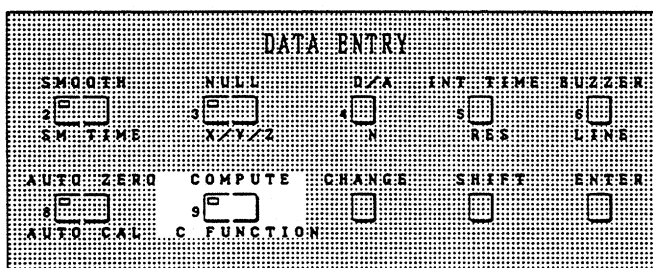 DATA ENTRY
SMOOTH NULL D/A INT TIME BUZZER
2 3 4 5 6
SM TIME X/Y/Z N RES LINE
AUTO ZERO COMPUTE CHANGE SHIFT ENTER
8 9
AUTO CAL C FUNCTION